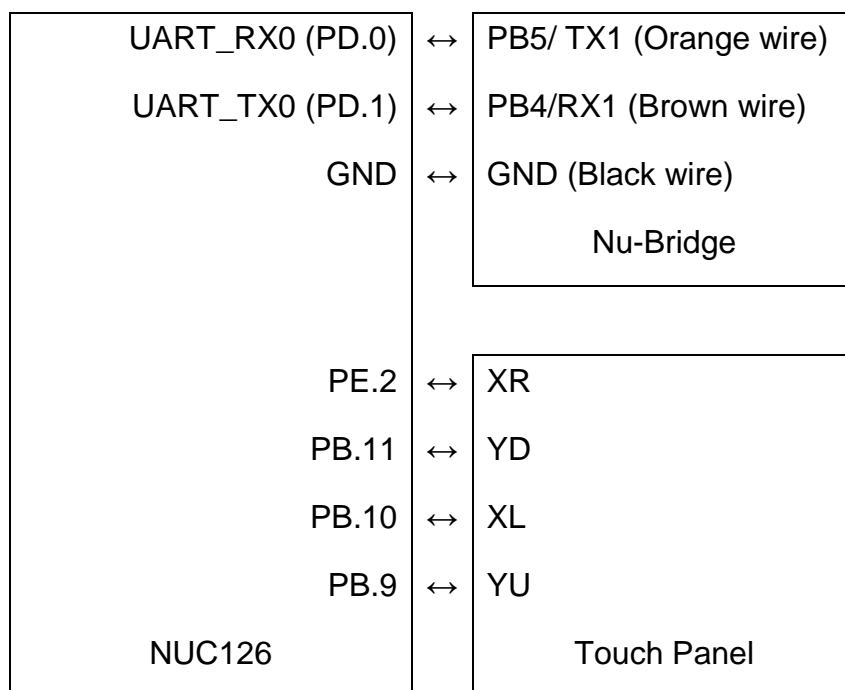 UART_RX0 (PD.0) ↔ PB5/ TX1 (Orange wire)
UART_TX0 (PD.1) ↔ PB4/RX1 (Brown wire)
GND ↔ GND (Black wire)
Nu-Bridge
PE.2 ↔ XR
PB.11 ↔ YD
PB.10 ↔ XL
PB.9 ↔ YU
NUC126 Touch Panel